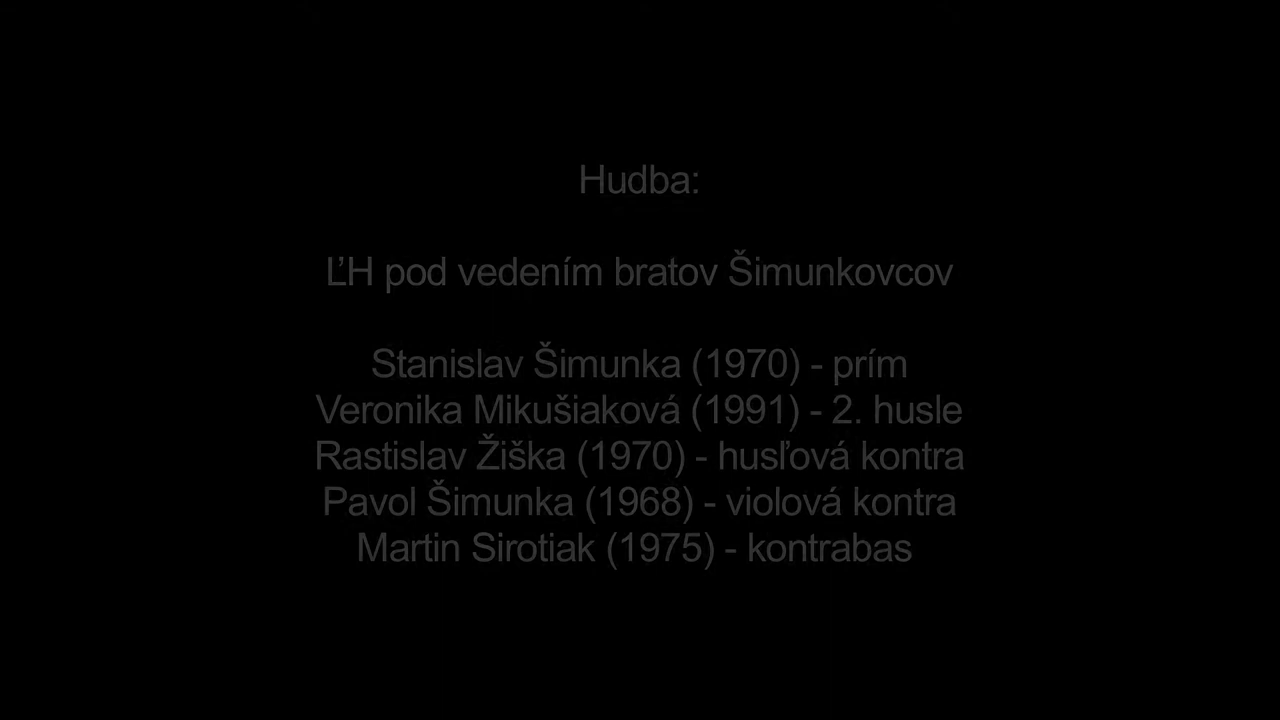 Hudba:
ĽH pod vedením bratov Šimunkovcov
Stanislav Šimunka (1970) - prím
Veronika Mikušiaková (1991) - 2. husle
Rastislav Žiška (1970) - husľová kontra
Pavol Šimunka (1968) - violová kontra
Martin Sirotiak (1975) - kontrabas